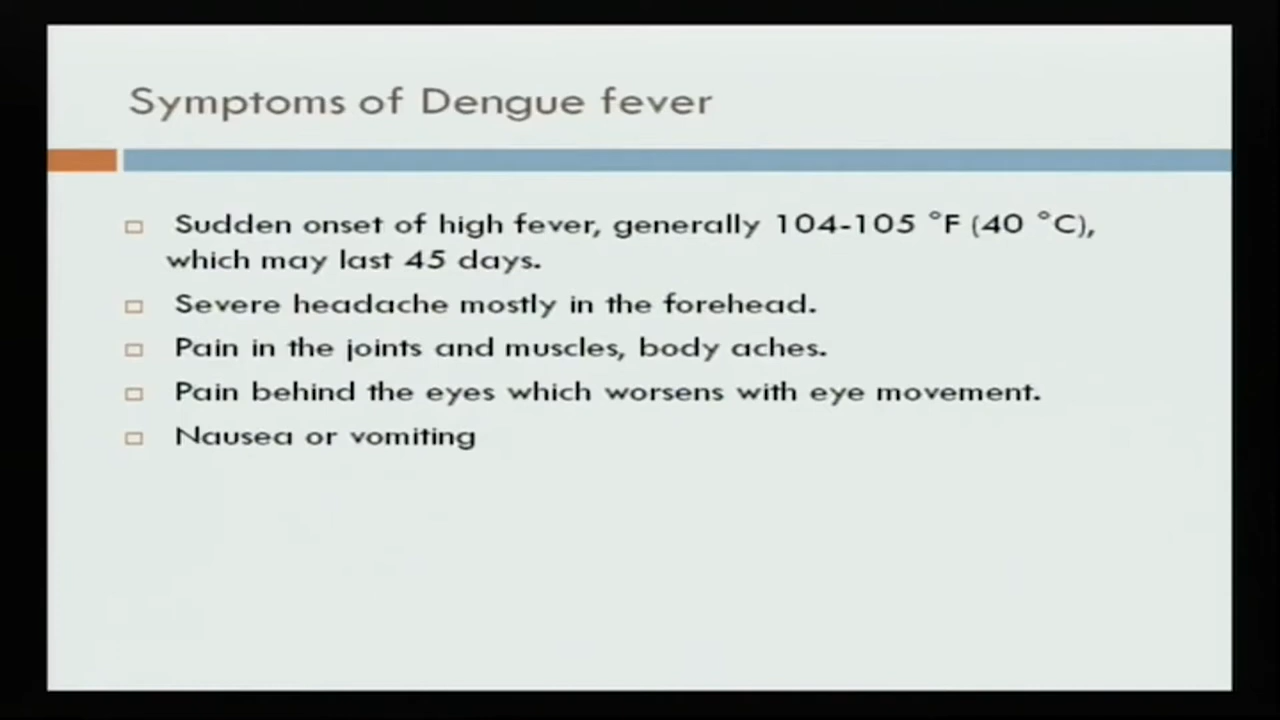 Symptoms of Dengue fever
Sudden onset of high fever, generally 104-105 °F (40 °C),
which may last 45 days.
Severe headache mostly in the forehead.
Pain in the joints and muscles, body aches.
Pain behind the eyes which worsens with eye movement.
Nausea or vomiting